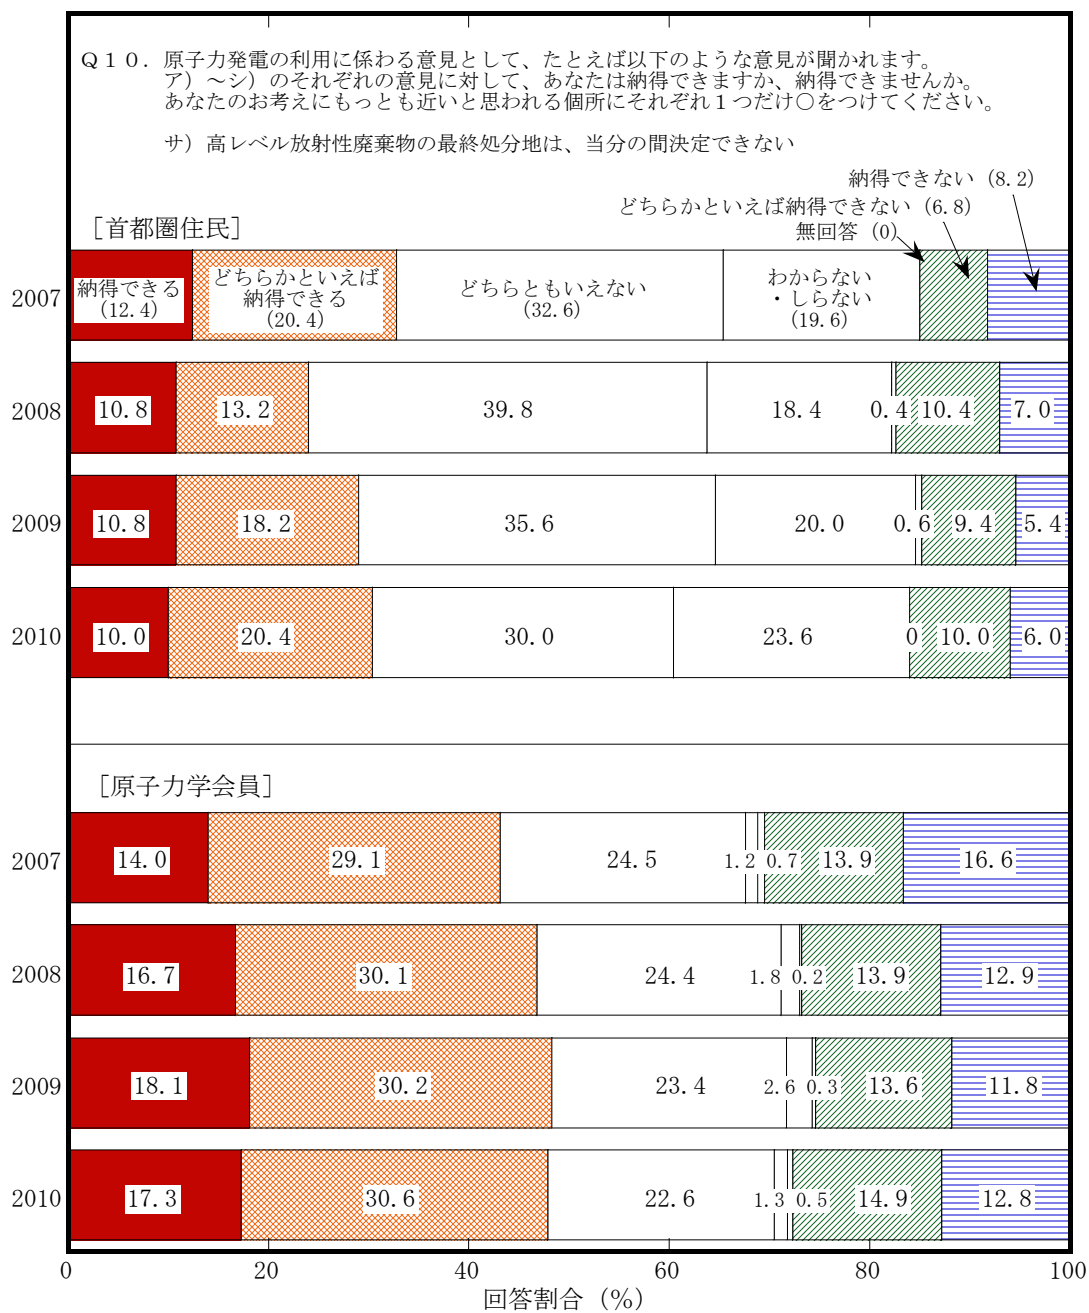 Q10．原子力発電の利用に係わる意見として、たとえば以下のような意見が聞かれます。
ア）～シ）のそれぞれの意見に対して、あなたは納得できますか、納得できませんか。
あなたのお考えにもっとも近いと思われる個所にそれぞれ１つだけ○をつけてください。
サ）高レベル放射性廃棄物の最終処分地は、当分の間決定できない
納得できない（8.2）
どちらかといえば納得できない（6.8）
無回答（0）
［首都圏住民］
2007
納得できる
（12.4）
どちらかといえば
納得できる
（20.4）
どちらともいえない
（32.6）
わからない
・しらない
（19.6）
2008 10.8 13.2 39.8 18.4 0.4 10.4 7.0
2009 10.8 18.2 35.6 20.0 0.6 9.4 5.4
2010 10.0 20.4 30.0 23.6 0 10.0 6.0
［原子力学会員］
2007 14.0 29.1 24.5 1.2 0.7 13.9 16.6
2008 16.7 30.1 24.4 1.8 0.2 13.9 12.9
2009 18.1 30.2 23.4 2.6 0.3 13.6 11.8
2010 17.3 30.6 22.6 1.3 0.5 14.9 12.8
0 20 40 60 80 100
回答割合（％）